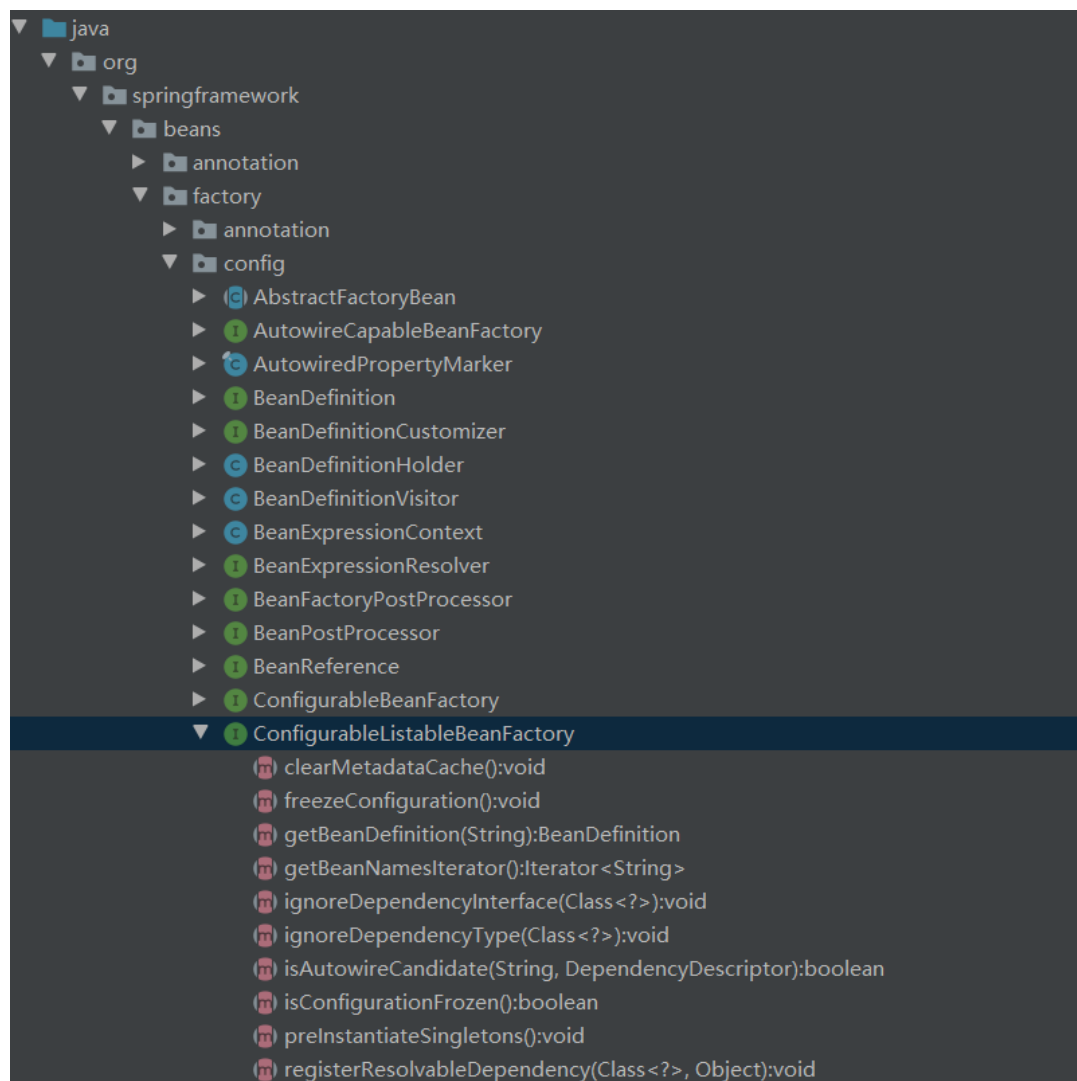 java
org
springframework
beans
annotation
factory
annotation
config
AbstractFactoryBean
AutowireCapableBeanFactory
AutowiredPropertyMarker
BeanDefinition
BeanDefinitionCustomizer
BeanDefinitionHolder
BeanDefinitionVisitor
BeanExpressionContext
BeanExpressionResolver
BeanFactoryPostProcessor
BeanPostProcessor
BeanReference
ConfigurableBeanFactory
ConfigurableListableBeanFactory
clearMetadataCache():void
freezeConfiguration():void
getBeanDefinition(String):BeanDefinition
getBeanNamesIterator():Iterator<String>
ignoreDependencyInterface(Class<?>):void
ignoreDependencyType(Class<?>):void
isAutowireCandidate(String, DependencyDescriptor):boolean
isConfigurationFrozen():boolean
preInstantiateSingletons():void
registerResolvableDependency(Class<?>, Object):void